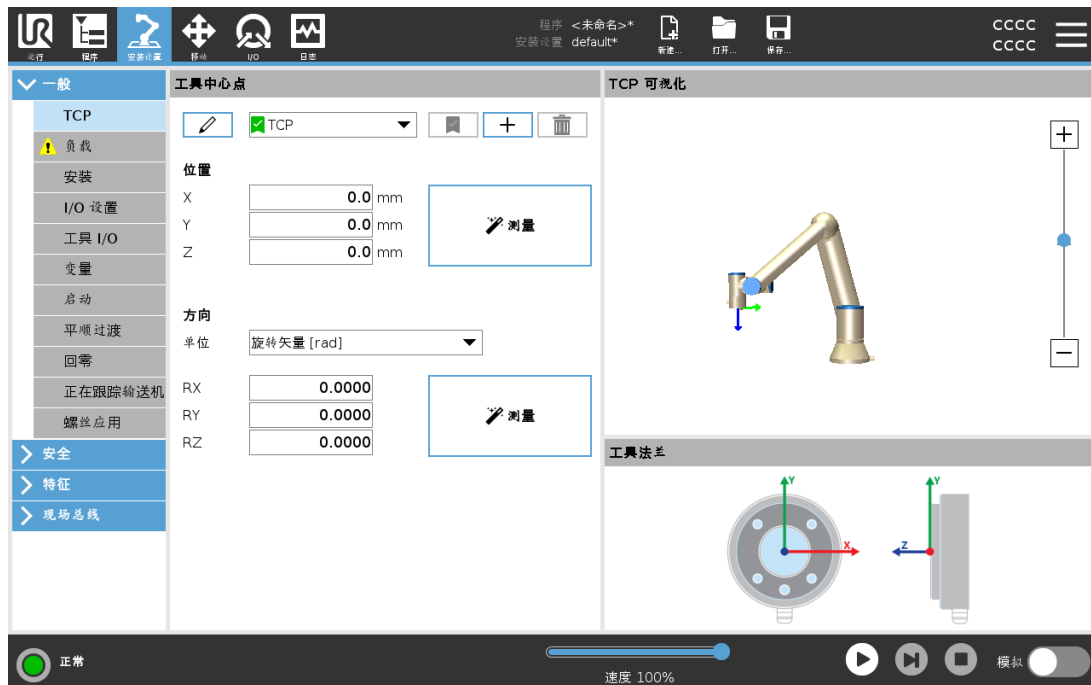 运行
程序
安装设置
移动
I/O
日志
程序 <未命名>*
安装设置 default*
新建...
打开...
保存...
CCCC
CCCC
一般
TCP
负载
安装
I/O 设置
工具 I/O
变量
启动
平顺过渡
回零
正在跟踪输送机
螺丝应用
安全
特征
现场总线
工具中心点
TCP
位置
X 0.0 mm
Y 0.0 mm
Z 0.0 mm
测量
方向
单位 旋转矢量 [rad]
RX 0.0000
RY 0.0000
RZ 0.0000
测量
TCP 可视化
工具法兰
Y
X
Y
Z
正常
速度 100%
模拟